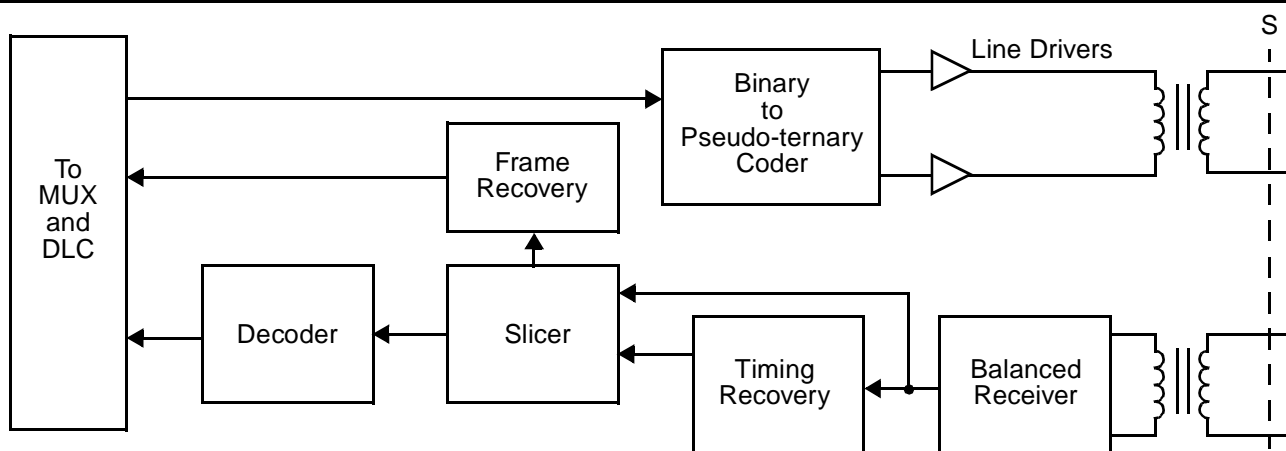 S
Line Drivers
Binary
to
Pseudo-ternary
Coder
To
MUX
and
DLC
Frame
Recovery
Decoder
Slicer
Timing
Recovery
Balanced
Receiver